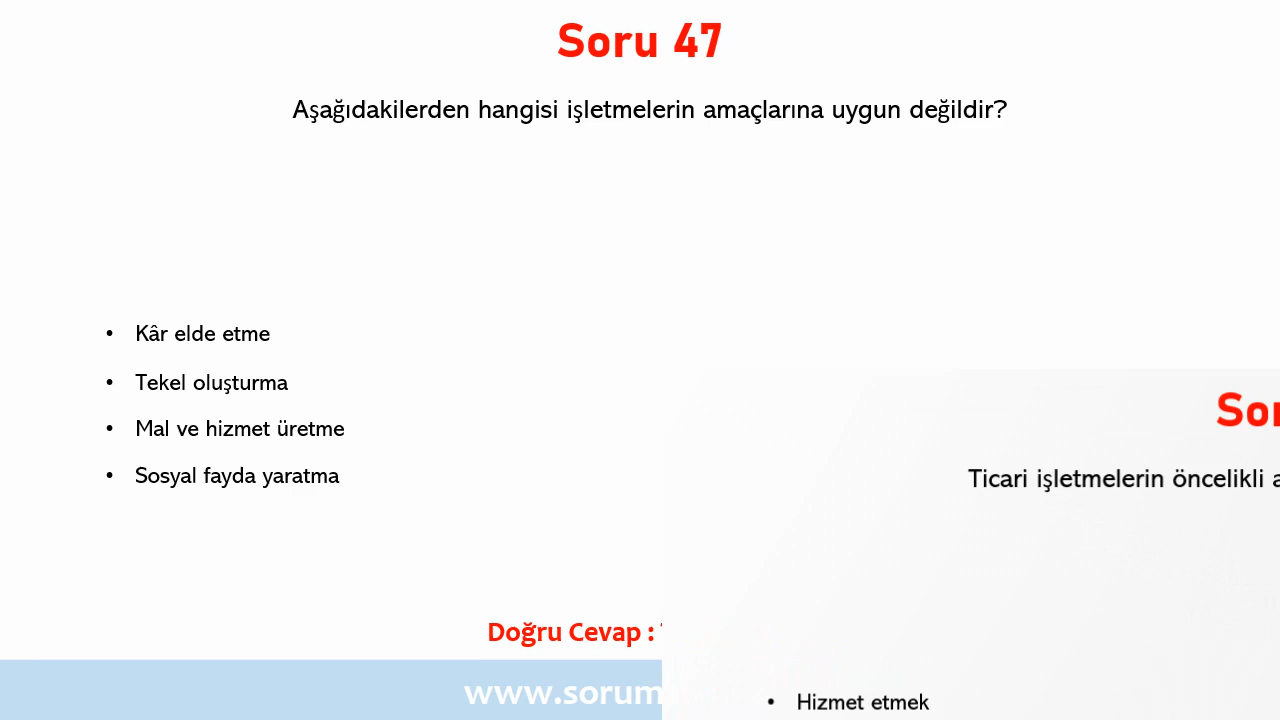 Soru 47
Aşağıdakilerden hangisi işletmelerin amaçlarına uygun değildir?
• Kâr elde etme
• Tekel oluşturma
• Mal ve hizmet üretme
• Sosyal fayda yaratma
Doğru Cevap :
Ticari işletmelerin öncelikli
• Hizmet etmek